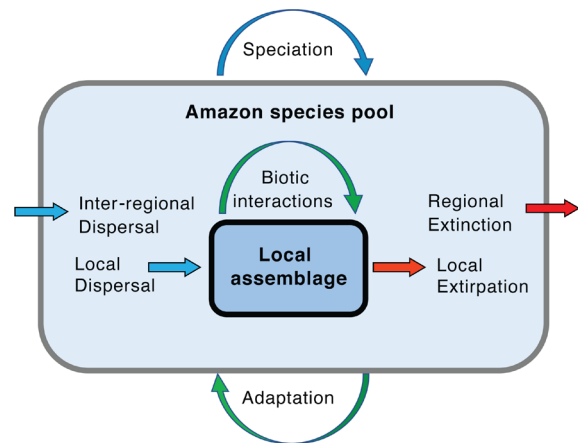 Speciation
Amazon species pool
Biotic
interactions
Inter-regional
Dispersal
Regional
Extinction
Local
Dispersal
Local
assemblage
Local
Extirpation
Adaptation